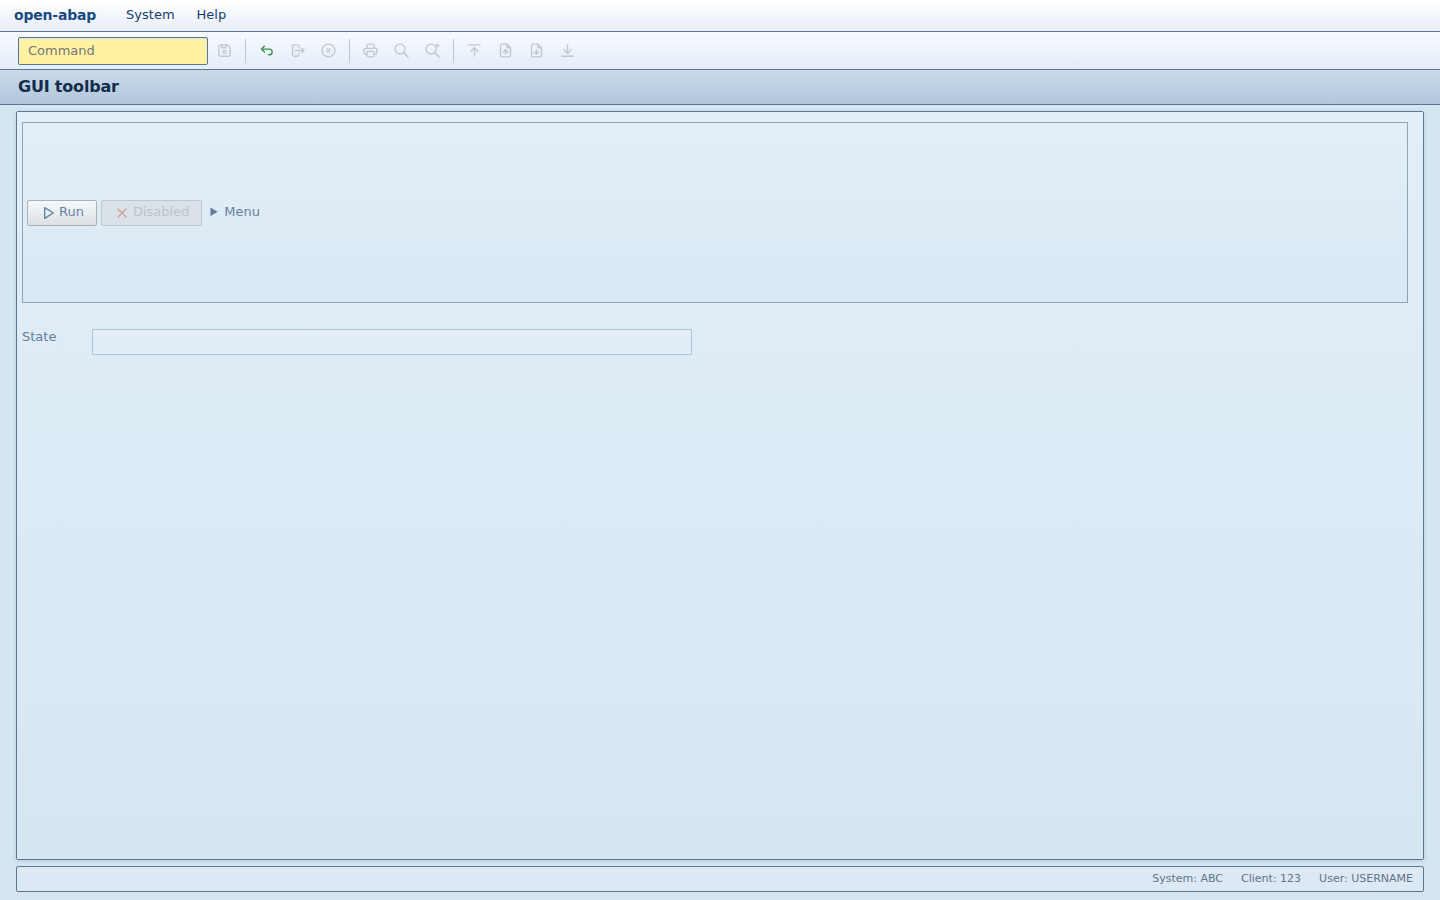 open-abap System Help
Command
GUI toolbar
Run Disabled Menu
State
System: ABC Client: 123 User: USERNAME